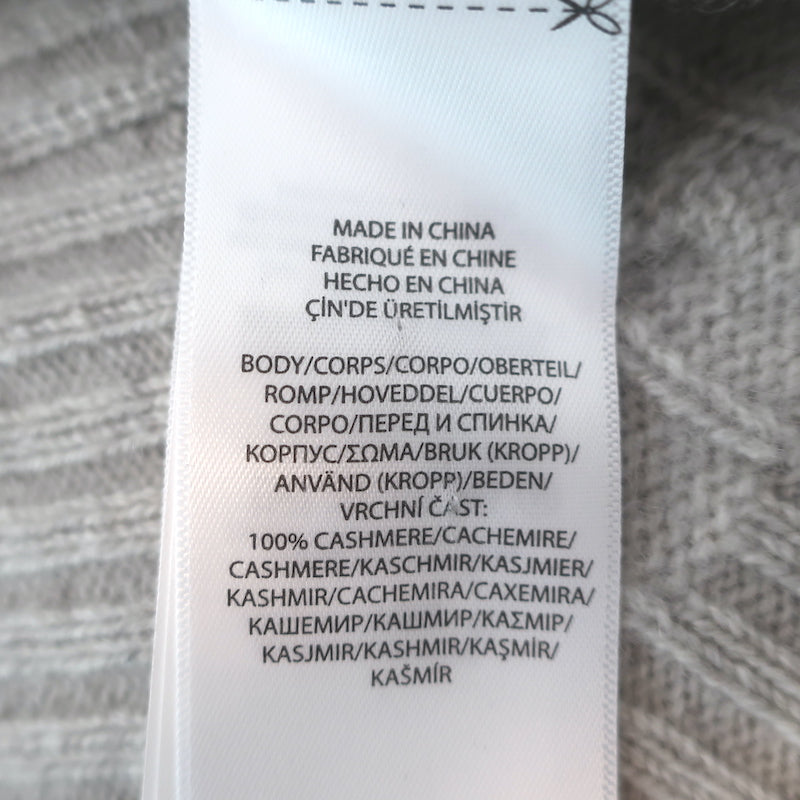 MADE IN CHINA
FABRIQUÉ EN CHINE
HECHO EN CHINA
ÇİN'DE ÜRETİLMİŞTİR
BODY/CORPS/CORPO/OBERTEIL/
ROMP/HOVEDDEL/CUERPO/
CORPO/ПЕРЕД И СПИНКА/
КОРПУС/ΣΩΜΑ/BRUK (KROPP)/
ANVÄND (KROPP)/BEDEN/
VRCHNÍ ČÁST:
100% CASHMERE/CACHEMIRE/
CASHMERE/KASCHMIR/KASJMIER/
KASHMIR/CACHEMIRA/CAXEMIRA/
КАШЕМИР/КАШМИР/ΚΑΣΜΙΡ/
KASJMIR/KASHMIR/KAŞMİR/
KAŠMÍR